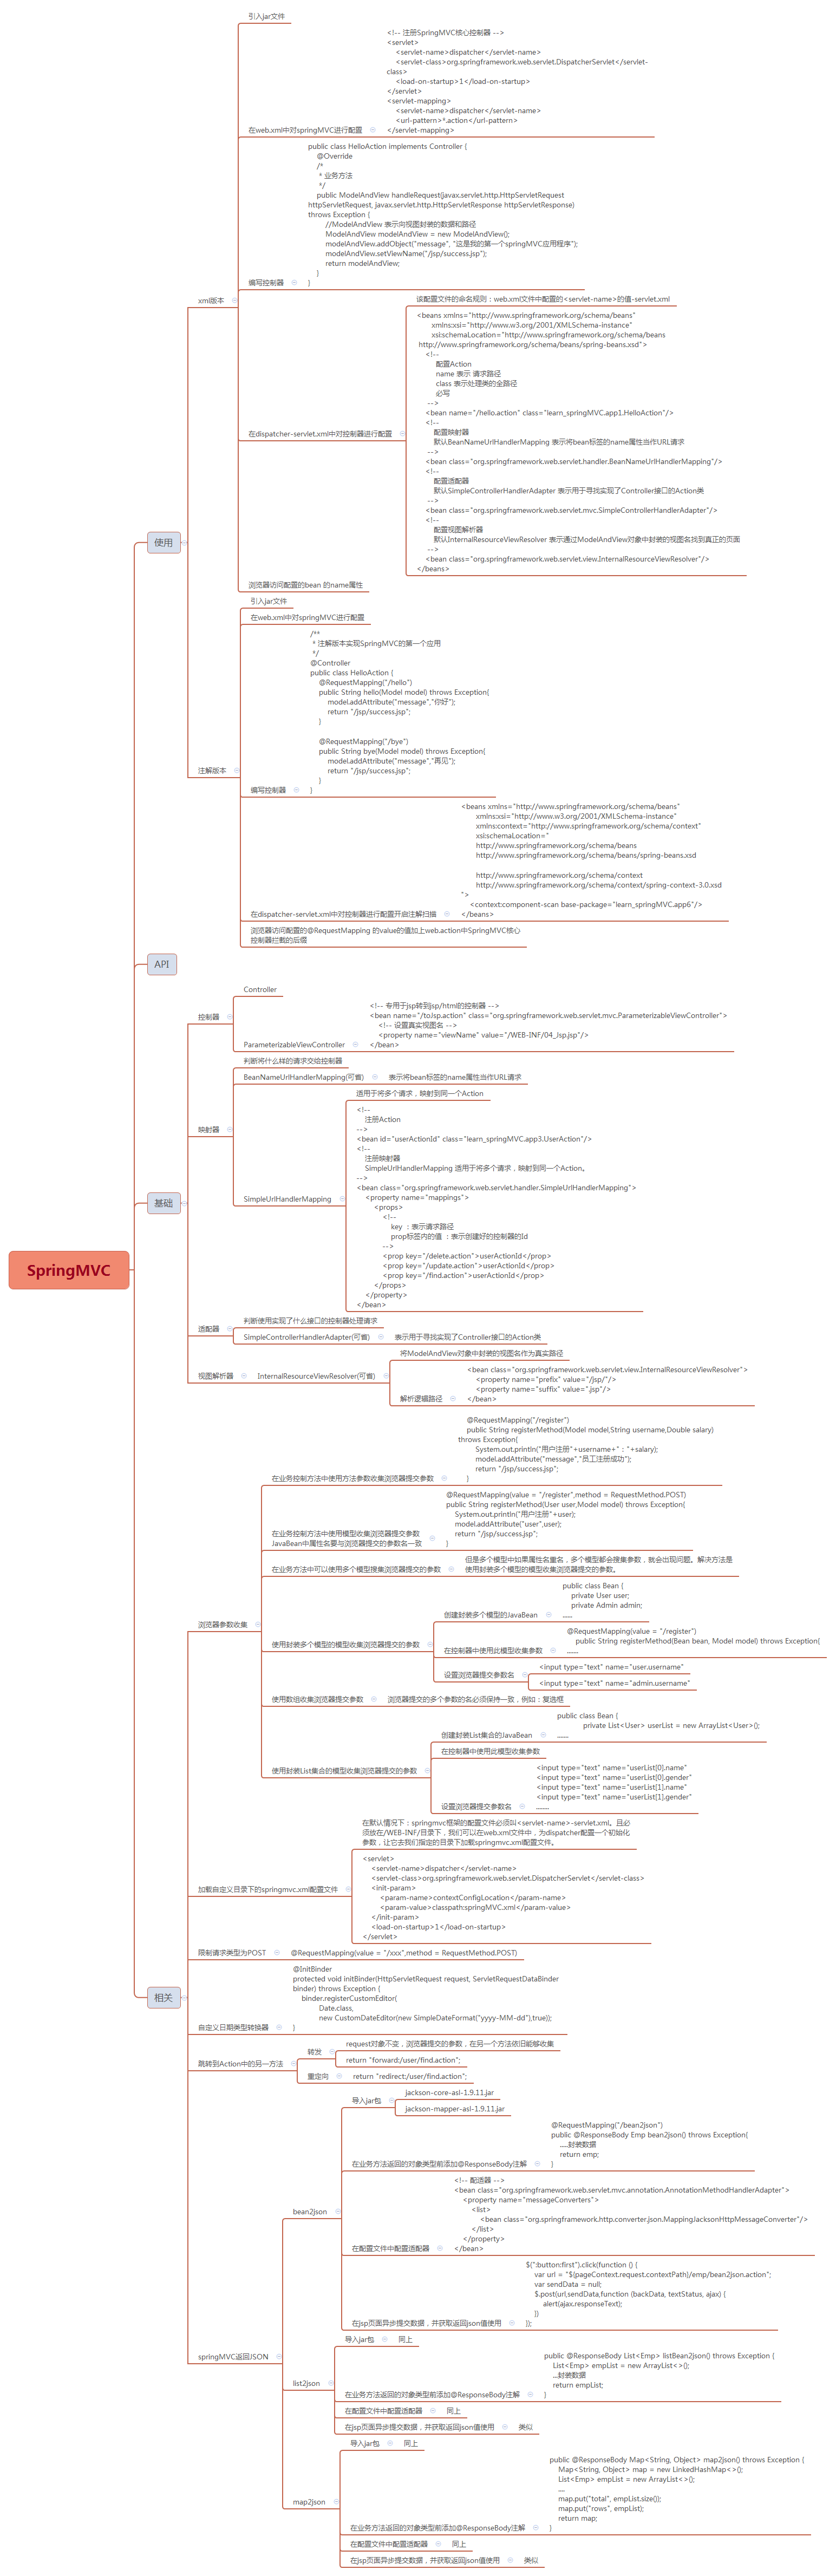 SpringMVC
使用
xml版本
引入jar文件
在web.xml中对springMVC进行配置
<!-- 注册SpringMVC核心控制器 -->
<servlet>
<servlet-name>dispatcher</servlet-name>
<servlet-class>org.springframework.web.servlet.DispatcherServlet</servlet-
class>
<load-on-startup>1</load-on-startup>
</servlet>
<servlet-mapping>
<servlet-name>dispatcher</servlet-name>
<url-pattern>*.action</url-pattern>
</servlet-mapping>
编写控制器
public class HelloAction implements Controller {
@Override
/*
* 业务方法
*/
public ModelAndView handleRequest(javax.servlet.http.HttpServletRequest
httpServletRequest, javax.servlet.http.HttpServletResponse httpServletResponse)
throws Exception {
//ModelAndView 表示向视图封装的数据和路径
ModelAndView modelAndView = new ModelAndView();
modelAndView.addObject("message", "这是我的第一个springMVC应用程序");
modelAndView.setViewName("/jsp/success.jsp");
return modelAndView;
}
}
在dispatcher-servlet.xml中对控制器进行配置
该配置文件的命名规则：web.xml文件中配置的<servlet-name>的值-servlet.xml
<beans xmlns="http://www.springframework.org/schema/beans"
xmlns:xsi="http://www.w3.org/2001/XMLSchema-instance"
xsi:schemaLocation="http://www.springframework.org/schema/beans
http://www.springframework.org/schema/beans/spring-beans.xsd">
<!--
配置Action
name 表示 请求路径
class 表示处理类的全路径
必写
-->
<bean name="/hello.action" class="learn_springMVC.app1.HelloAction"/>
<!--
配置映射器
默认BeanNameUrlHandlerMapping 表示将bean标签的name属性当作URL请求
-->
<bean class="org.springframework.web.servlet.handler.BeanNameUrlHandlerMapping"/>
<!--
配置适配器
默认SimpleControllerHandlerAdapter 表示用于寻找实现了Controller接口的Action类
-->
<bean class="org.springframework.web.servlet.mvc.SimpleControllerHandlerAdapter"/>
<!--
配置视图解析器
默认InternalResourceViewResolver 表示通过ModelAndView对象中封装的视图名找到真正的页面
-->
<bean class="org.springframework.web.servlet.view.InternalResourceViewResolver"/>
</beans>
浏览器访问配置的bean 的name属性
注解版本
引入jar文件
在web.xml中对springMVC进行配置
编写控制器
/**
* 注解版本实现SpringMVC的第一个应用
*/
@Controller
public class HelloAction {
@RequestMapping("/hello")
public String hello(Model model) throws Exception{
model.addAttribute("message","你好");
return "/jsp/success.jsp";
}
@RequestMapping("/bye")
public String bye(Model model) throws Exception{
model.addAttribute("message","再见");
return "/jsp/success.jsp";
}
}
在dispatcher-servlet.xml中对控制器进行配置开启注解扫描
<beans xmlns="http://www.springframework.org/schema/beans"
xmlns:xsi="http://www.w3.org/2001/XMLSchema-instance"
xmlns:context="http://www.springframework.org/schema/context"
xsi:schemaLocation="
http://www.springframework.org/schema/beans
http://www.springframework.org/schema/beans/spring-beans.xsd
http://www.springframework.org/schema/context
http://www.springframework.org/schema/context/spring-context-3.0.xsd
">
<context:component-scan base-package="learn_springMVC.app6"/>
</beans>
浏览器访问配置的@RequestMapping 的value的值加上web.action中SpringMVC核心
控制器拦截的后缀
API
基础
控制器
Controller
ParameterizableViewController
<!-- 专用于jsp转到jsp/html的控制器 -->
<bean name="/toJsp.action" class="org.springframework.web.servlet.mvc.ParameterizableViewController">
<!-- 设置真实视图名 -->
<property name="viewName" value="/WEB-INF/04_Jsp.jsp"/>
</bean>
映射器
判断将什么样的请求交给控制器
BeanNameUrlHandlerMapping(可省)
表示将bean标签的name属性当作URL请求
SimpleUrlHandlerMapping
适用于将多个请求，映射到同一个Action
<!--
注册Action
-->
<bean id="userActionId" class="learn_springMVC.app3.UserAction"/>
<!--
注册映射器
SimpleUrlHandlerMapping 适用于将多个请求，映射到同一个Action。
-->
<bean class="org.springframework.web.servlet.handler.SimpleUrlHandlerMapping">
<property name="mappings">
<props>
<!--
key ：表示请求路径
prop标签内的值 ：表示创建好的控制器的Id
-->
<prop key="/delete.action">userActionId</prop>
<prop key="/update.action">userActionId</prop>
<prop key="/find.action">userActionId</prop>
</props>
</property>
</bean>
适配器
判断使用实现了什么接口的控制器处理请求
SimpleControllerHandlerAdapter(可省)
表示用于寻找实现了Controller接口的Action类
视图解析器
InternalResourceViewResolver(可省)
将ModelAndView对象中封装的视图名作为真实路径
解析逻辑路径
<bean class="org.springframework.web.servlet.view.InternalResourceViewResolver">
<property name="prefix" value="/jsp/"/>
<property name="suffix" value=".jsp"/>
</bean>
相关
浏览器参数收集
在业务控制方法中使用方法参数收集浏览器提交参数
@RequestMapping("/register")
public String registerMethod(Model model,String username,Double salary)
throws Exception{
System.out.println("用户注册"+username+" : "+salary);
model.addAttribute("message","员工注册成功");
return "/jsp/success.jsp";
}
在业务控制方法中使用模型收集浏览器提交参数
JavaBean中属性名要与浏览器提交的参数名一致
@RequestMapping(value = "/register",method = RequestMethod.POST)
public String registerMethod(User user,Model model) throws Exception{
System.out.println("用户注册"+user);
model.addAttribute("user",user);
return "/jsp/success.jsp";
}
在业务方法中可以使用多个模型搜集浏览器提交的参数
但是多个模型中如果属性名重名，多个模型都会搜集参数，就会出现问题。解决方法是
使用封装多个模型的模型收集浏览器提交的参数。
使用封装多个模型的模型收集浏览器提交的参数
创建封装多个模型的JavaBean
public class Bean {
private User user;
private Admin admin;
......
在控制器中使用此模型收集参数
@RequestMapping(value = "/register")
public String registerMethod(Bean bean, Model model) throws Exception{
.......
设置浏览器提交参数名
<input type="text" name="user.username"
<input type="text" name="admin.username"
使用数组收集浏览器提交参数
浏览器提交的多个参数的名必须保持一致，例如：复选框
使用封装List集合的模型收集浏览器提交的参数
创建封装List集合的JavaBean
public class Bean {
private List<User> userList = new ArrayList<User>();
......
在控制器中使用此模型收集参数
设置浏览器提交参数名
<input type="text" name="userList[0].name"
<input type="text" name="userList[0].gender"
<input type="text" name="userList[1].name"
<input type="text" name="userList[1].gender"
........
加载自定义目录下的springmvc.xml配置文件
在默认情况下：springmvc框架的配置文件必须叫<servlet-name>-servlet.xml。且必
须放在/WEB-INF/目录下，我们可以在web.xml文件中，为dispatcher配置一个初始化
参数，让它去我们指定的目录下加载springmvc.xml配置文件。
<servlet>
<servlet-name>dispatcher</servlet-name>
<servlet-class>org.springframework.web.servlet.DispatcherServlet</servlet-class>
<init-param>
<param-name>contextConfigLocation</param-name>
<param-value>classpath:springMVC.xml</param-value>
</init-param>
<load-on-startup>1</load-on-startup>
</servlet>
限制请求类型为POST
@RequestMapping(value = "/xxx",method = RequestMethod.POST)
自定义日期类型转换器
@InitBinder
protected void initBinder(HttpServletRequest request, ServletRequestDataBinder
binder) throws Exception {
binder.registerCustomEditor(
Date.class,
new CustomDateEditor(new SimpleDateFormat("yyyy-MM-dd"),true));
}
跳转到Action中的另一方法
转发
request对象不变，浏览器提交的参数，在另一个方法依旧能够收集
return "forward:/user/find.action";
重定向
return "redirect:/user/find.action";
springMVC返回JSON
bean2json
导入jar包
jackson-core-asl-1.9.11.jar
jackson-mapper-asl-1.9.11.jar
在业务方法返回的对象类型前添加@ResponseBody注解
@RequestMapping("/bean2json")
public @ResponseBody Emp bean2json() throws Exception{
.....封装数据
return emp;
}
在配置文件中配置适配器
<!-- 配适器 -->
<bean class="org.springframework.web.servlet.mvc.annotation.AnnotationMethodHandlerAdapter">
<property name="messageConverters">
<list>
<bean class="org.springframework.http.converter.json.MappingJacksonHttpMessageConverter"/>
</list>
</property>
</bean>
在jsp页面异步提交数据，并获取返回json值使用
$(":button:first").click(function () {
var url = "${pageContext.request.contextPath}/emp/bean2json.action";
var sendData = null;
$.post(url,sendData,function (backData, textStatus, ajax) {
alert(ajax.responseText);
})
});
list2json
导入jar包
同上
在业务方法返回的对象类型前添加@ResponseBody注解
public @ResponseBody List<Emp> listBean2json() throws Exception {
List<Emp> empList = new ArrayList<>();
...封装数据
return empList;
}
在配置文件中配置适配器
同上
在jsp页面异步提交数据，并获取返回json值使用
类似
map2json
导入jar包
同上
在业务方法返回的对象类型前添加@ResponseBody注解
public @ResponseBody Map<String, Object> map2json() throws Exception {
Map<String, Object> map = new LinkedHashMap<>();
List<Emp> empList = new ArrayList<>();
....
map.put("total", empList.size());
map.put("rows", empList);
return map;
}
在配置文件中配置适配器
同上
在jsp页面异步提交数据，并获取返回json值使用
类似